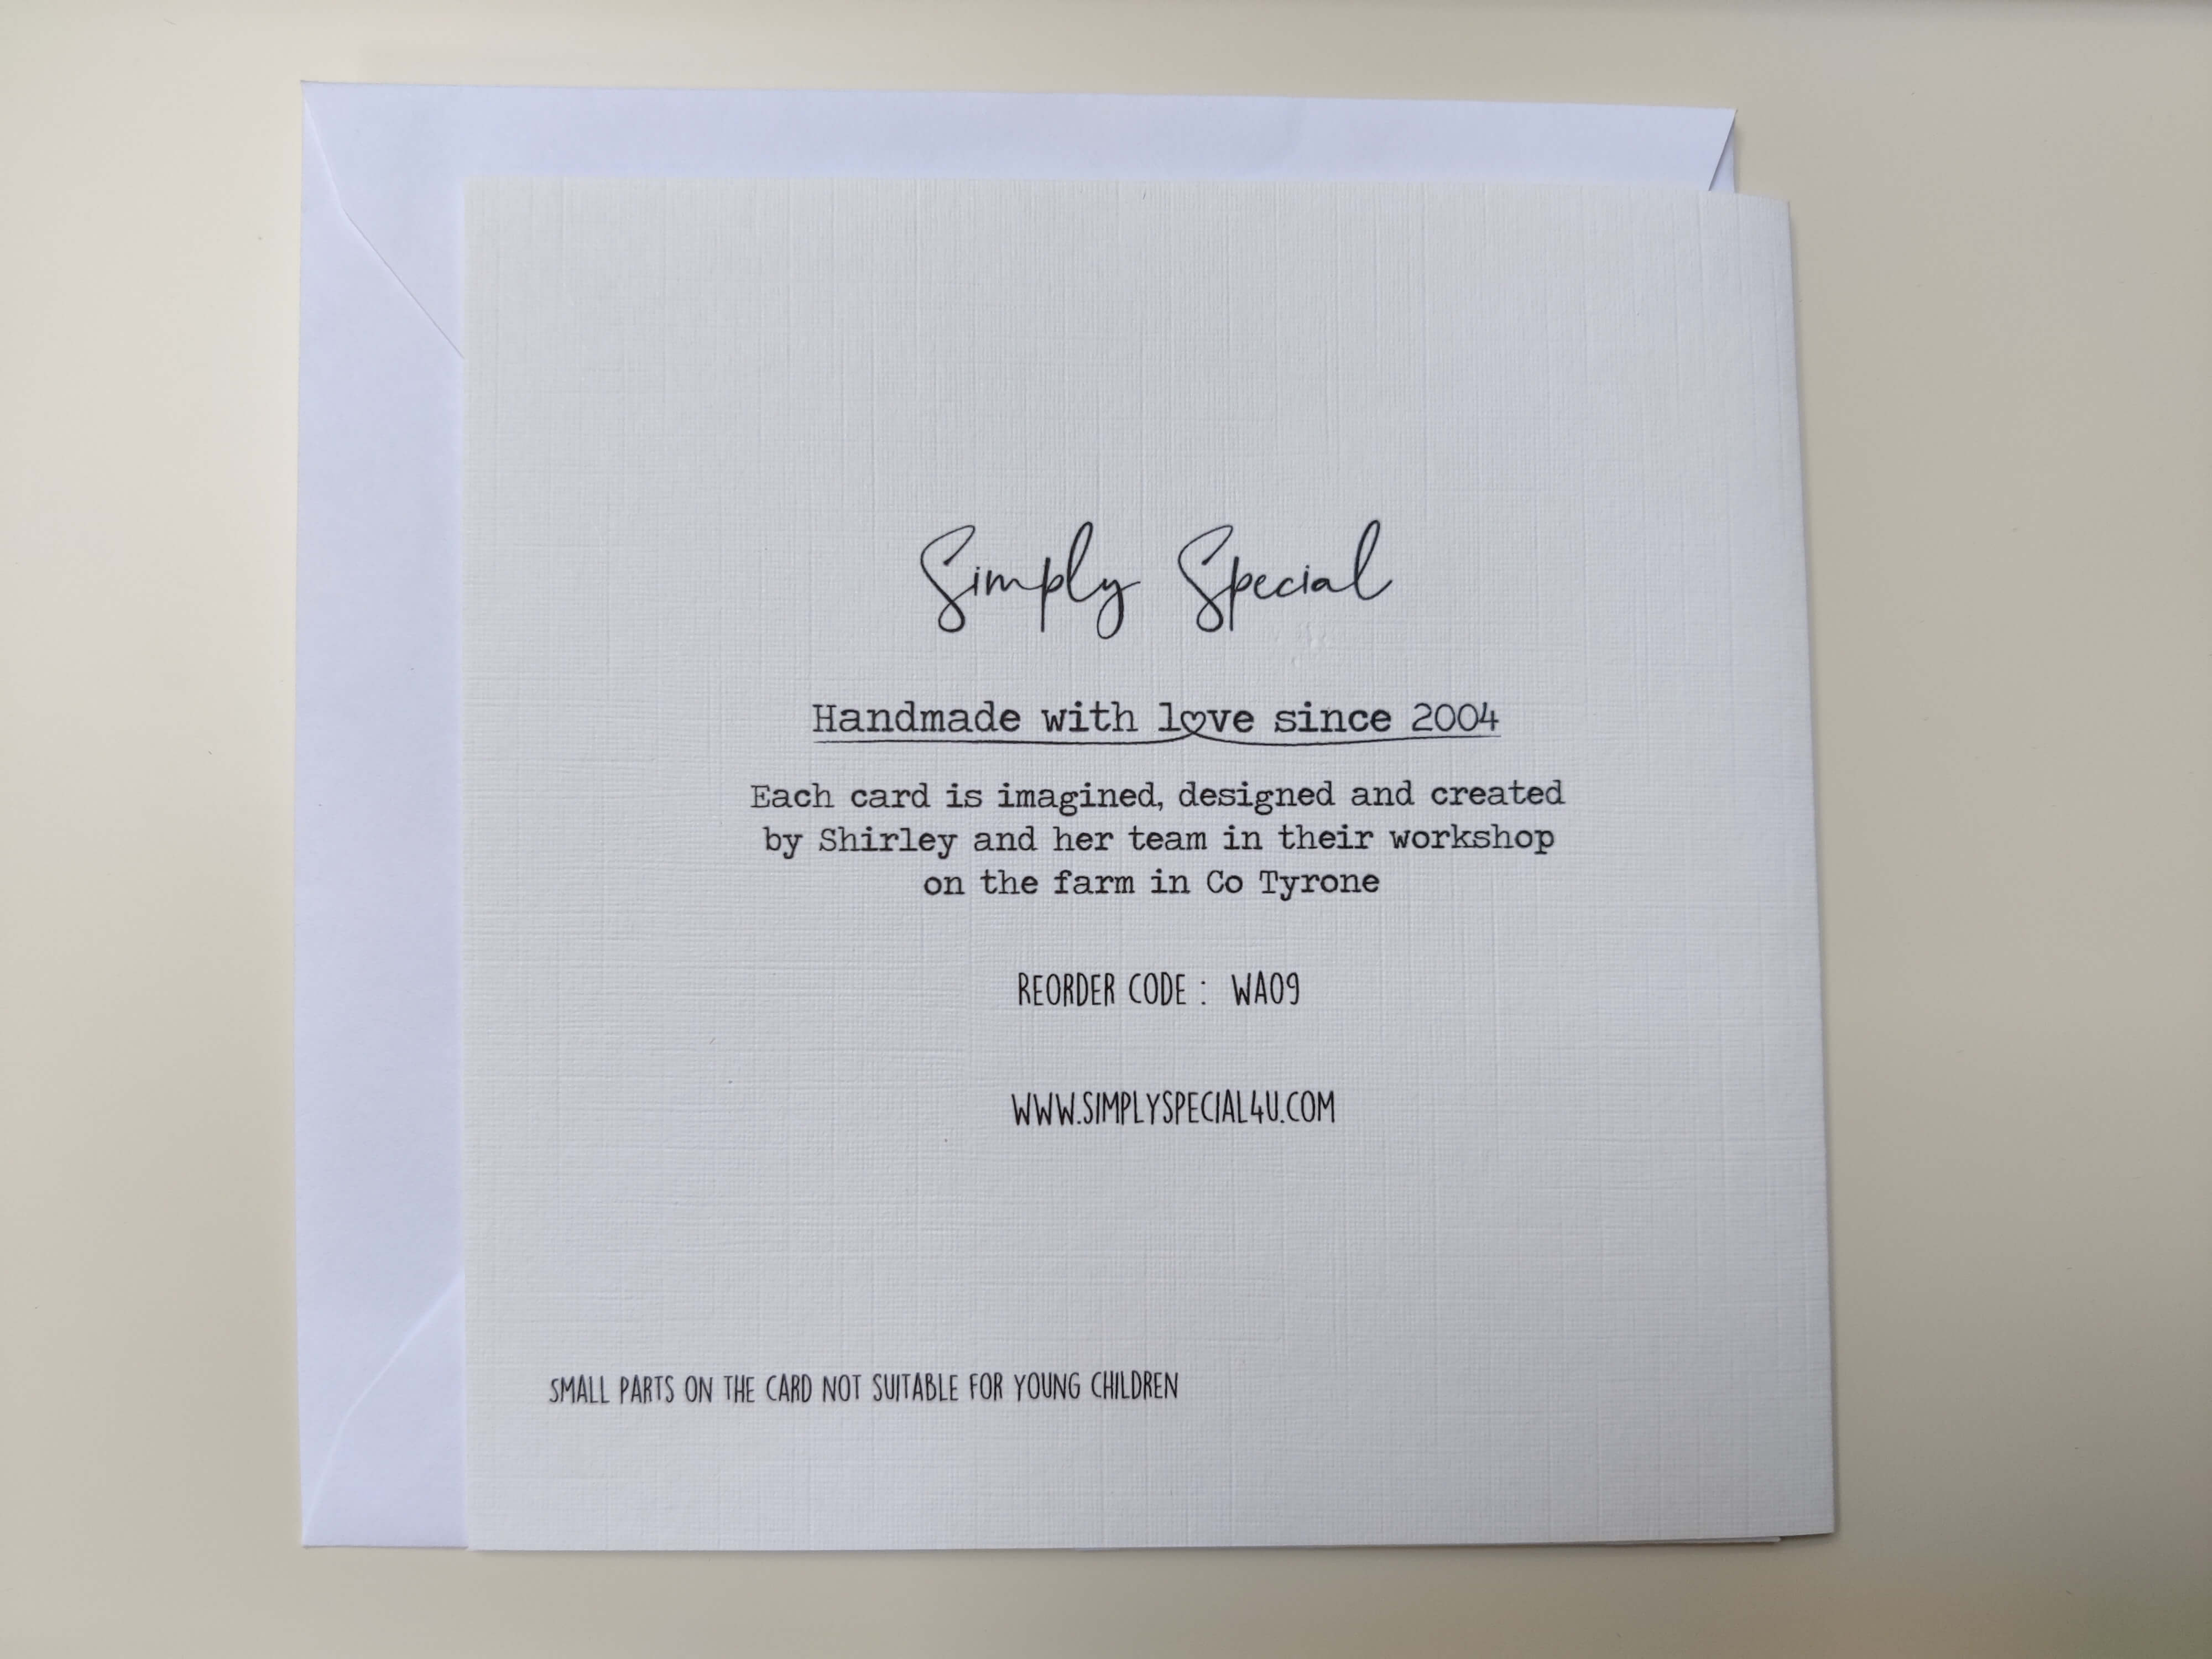 Simply Special
Handmade with love since 2004
Each card is imagined, designed and created
by Shirley and her team in their workshop
on the farm in Co Tyrone
REORDER CODE : WA09
WWW.SIMPLYSPECIAL4U.COM
SMALL PARTS ON THE CARD NOT SUITABLE FOR YOUNG CHILDREN